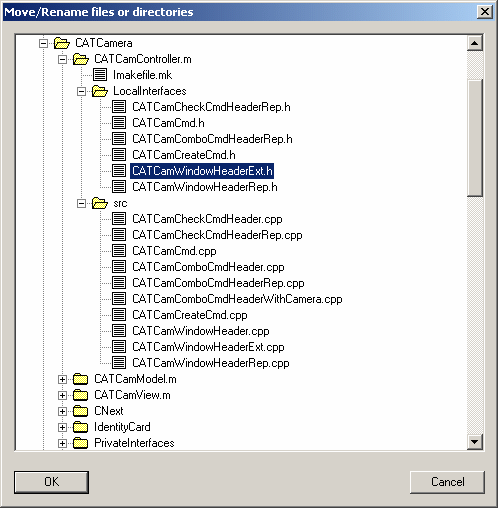 Move/Rename files or directories
CATCamera
CATCamController.m
Imakefile.mk
LocalInterfaces
CATCamCheckCmdHeaderRep.h
CATCamCmd.h
CATCamComboCmdHeaderRep.h
CATCamCreateCmd.h
CATCamWindowHeaderExt.h
CATCamWindowHeaderRep.h
src
CATCamCheckCmdHeader.cpp
CATCamCheckCmdHeaderRep.cpp
CATCamCmd.cpp
CATCamComboCmdHeader.cpp
CATCamComboCmdHeaderRep.cpp
CATCamComboCmdHeaderWithCamera.cpp
CATCamCreateCmd.cpp
CATCamWindowHeader.cpp
CATCamWindowHeaderExt.cpp
CATCamWindowHeaderRep.cpp
CATCamModel.m
CATCamView.m
CNext
IdentityCard
PrivateInterfaces
OK Cancel